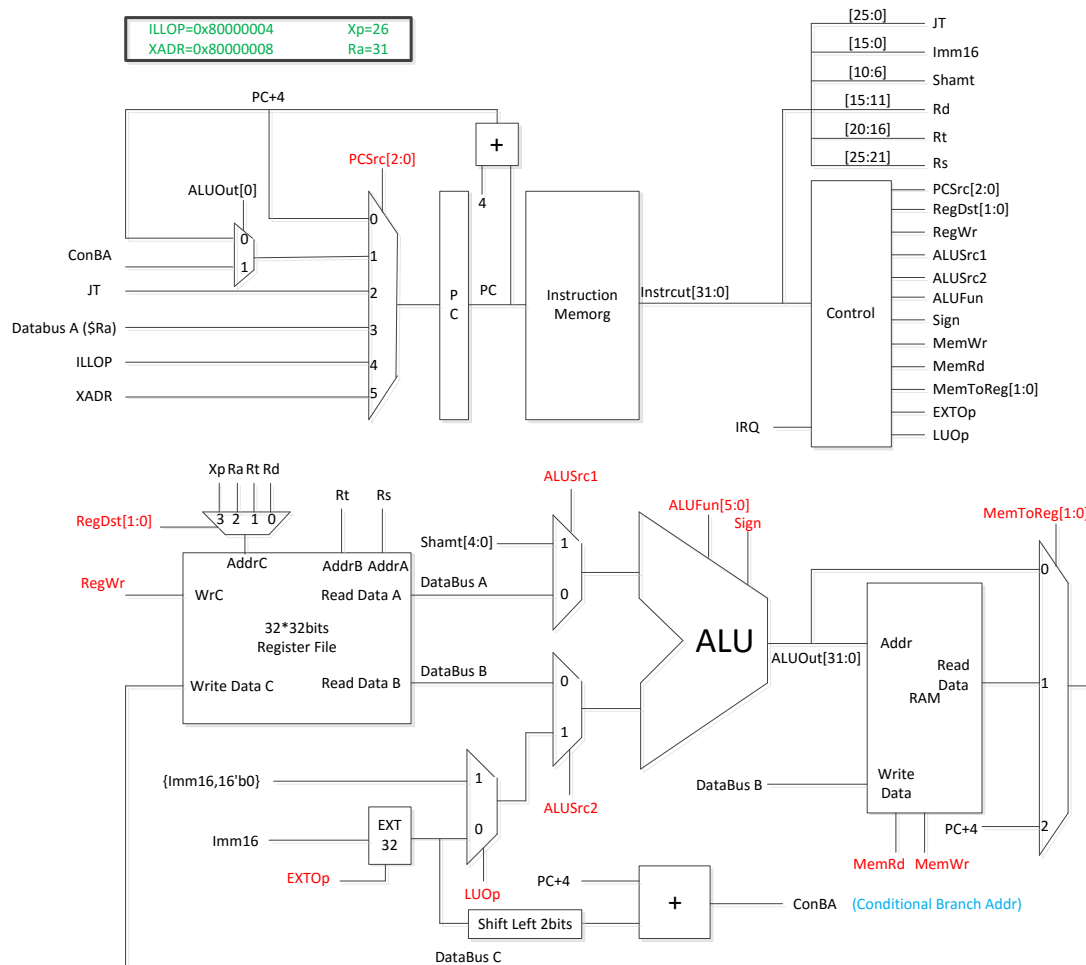 ILLOP=0x80000004 Xp=26
XADR=0x80000008 Ra=31
[25:0] JT
[15:0] Imm16
[10:6] Shamt
[15:11] Rd
[20:16] Rt
[25:21] Rs
PC+4
+
4
PCSrc[2:0]
ALUOut[0]
0
1
ConBA
JT
Databus A ($Ra)
ILLOP
XADR
0
1
2
3
4
5
P
C
PC
Instruction
Memorg
Instrcut[31:0]
Control
IRQ
PCSrc[2:0]
RegDst[1:0]
RegWr
ALUSrc1
ALUSrc2
ALUFun
Sign
MemWr
MemRd
MemToReg[1:0]
EXTOp
LUOp
Xp Ra Rt Rd
3 2 1 0
RegDst[1:0]
RegWr
Rt
Rs
AddrC
AddrB AddrA
WrC
Read Data A
32*32bits
Register File
Write Data C
Read Data B
Shamt[4:0]
DataBus A
DataBus B
ALUSrc1
1
0
0
1
ALUSrc2
ALUFun[5:0]
Sign
ALU
ALUOut[31:0]
MemToReg[1:0]
0
1
2
Addr
Read
Data
RAM
Write
Data
DataBus B
PC+4
MemRd MemWr
{Imm16,16'b0}
1
0
Imm16
EXT
32
EXTOp
LUOp
PC+4
+
ConBA (Conditional Branch Addr)
Shift Left 2bits
DataBus C